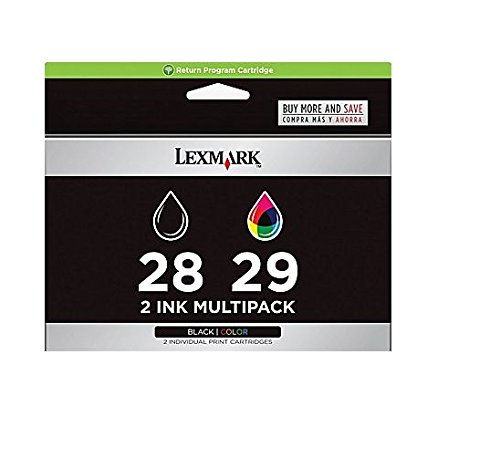 Return Program Cartridge
BUY MORE AND SAVE
COMPRA MÁS Y AHORRA
LEXMARK™
28 29
2 INK MULTIPACK
BLACK | COLOR
2 INDIVIDUAL PRINT CARTRIDGES